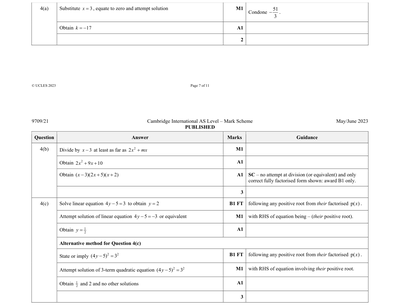 4(a) Substitute x = 3, equate to zero and attempt solution M1 Condone −51/3.
Obtain k = −17 A1
2
© UCLES 2023 Page 7 of 11
9709/21 Cambridge International AS Level – Mark Scheme May/June 2023
PUBLISHED
Question Answer Marks Guidance
4(b) Divide by x − 3 at least as far as 2x² + mx M1
Obtain 2x² + 9x + 10 A1
Obtain (x − 3)(2x + 5)(x + 2) A1 SC – no attempt at division (or equivalent) and only
correct fully factorised form shown: award B1 only.
3
4(c) Solve linear equation 4y − 5 = 3 to obtain y = 2 B1 FT following any positive root from their factorised p(x).
Attempt solution of linear equation 4y − 5 = −3 or equivalent M1 with RHS of equation being – (their positive root).
Obtain y = 1/2 A1
Alternative method for Question 4(c)
State or imply (4y − 5)² = 3² B1 FT following any positive root from their factorised p(x).
Attempt solution of 3-term quadratic equation (4y − 5)² = 3² M1 with RHS of equation involving their positive root.
Obtain 1/2 and 2 and no other solutions A1
3